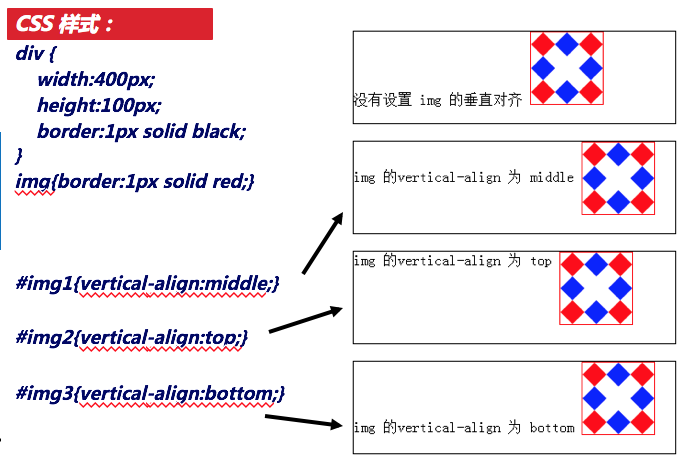 CSS 样式：
div {
width:400px;
height:100px;
border:1px solid black;
}
img{border:1px solid red;}
#img1{vertical-align:middle;}
#img2{vertical-align:top;}
#img3{vertical-align:bottom;}
没有设置 img 的垂直对齐
img 的vertical-align 为 middle
img 的vertical-align 为 top
img 的vertical-align 为 bottom